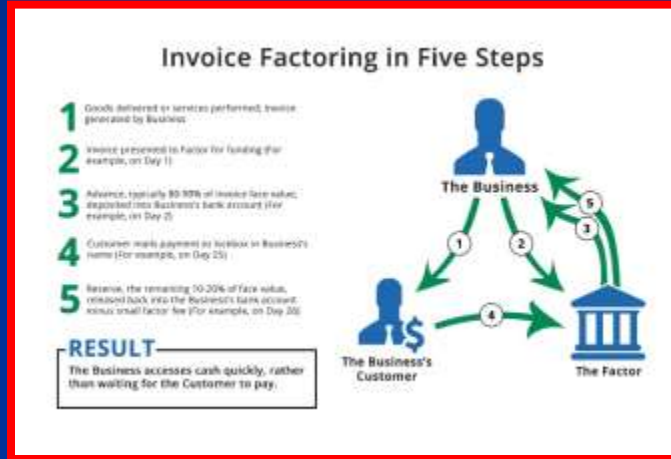 Invoice Factoring in Five Steps
1
Goods delivered or services performed; invoice
generated by Business
2
Invoice presented to Factor for funding (For
example, on Day 1)
3
Advance, typically 80-90% of invoice face value,
deposited into Business's bank account (For
example, on Day 2)
4
Customer mails payment to lockbox in Business's
name (For example, on Day 25)
5
Reserve, the remaining 10-20% of face value,
released back into the Business's bank account
minus small factor fee (For example, on Day 26)
RESULT
The Business accesses cash quickly, rather
than waiting for the Customer to pay.
The Business
5
3
1
2
4
$
The Business's
Customer
The Factor